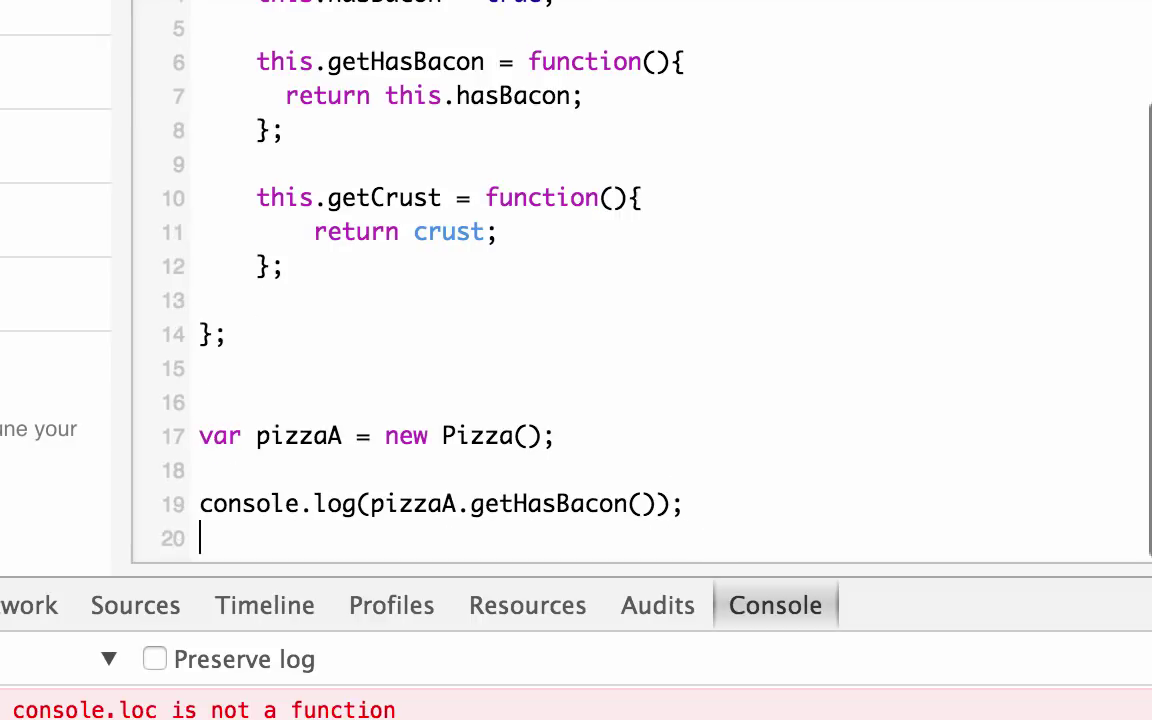 5
6 this.getHasBacon = function(){
7 return this.hasBacon;
8 };
9
10 this.getCrust = function(){
11 return crust;
12 };
13
14 };
15
16
une your
17 var pizzaA = new Pizza();
18
19 console.log(pizzaA.getHasBacon());
20
work Sources Timeline Profiles Resources Audits Console
▼ Preserve log
console.loc is not a function